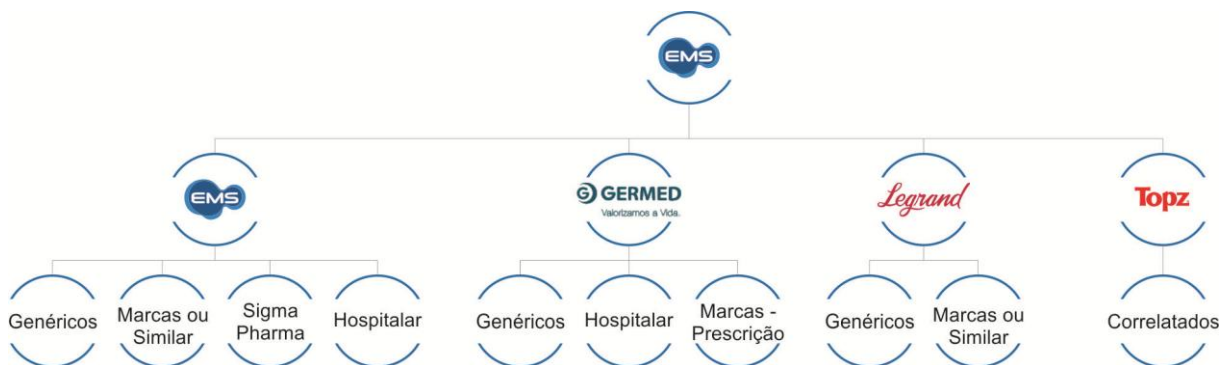 EMS
EMS
GERMED
Valorizamos a Vida.
Legrand
Topz
Genéricos
Marcas ou
Similar
Sigma
Pharma
Hospitalar
Genéricos
Hospitalar
Marcas -
Prescrição
Genéricos
Marcas ou
Similar
Correlatados